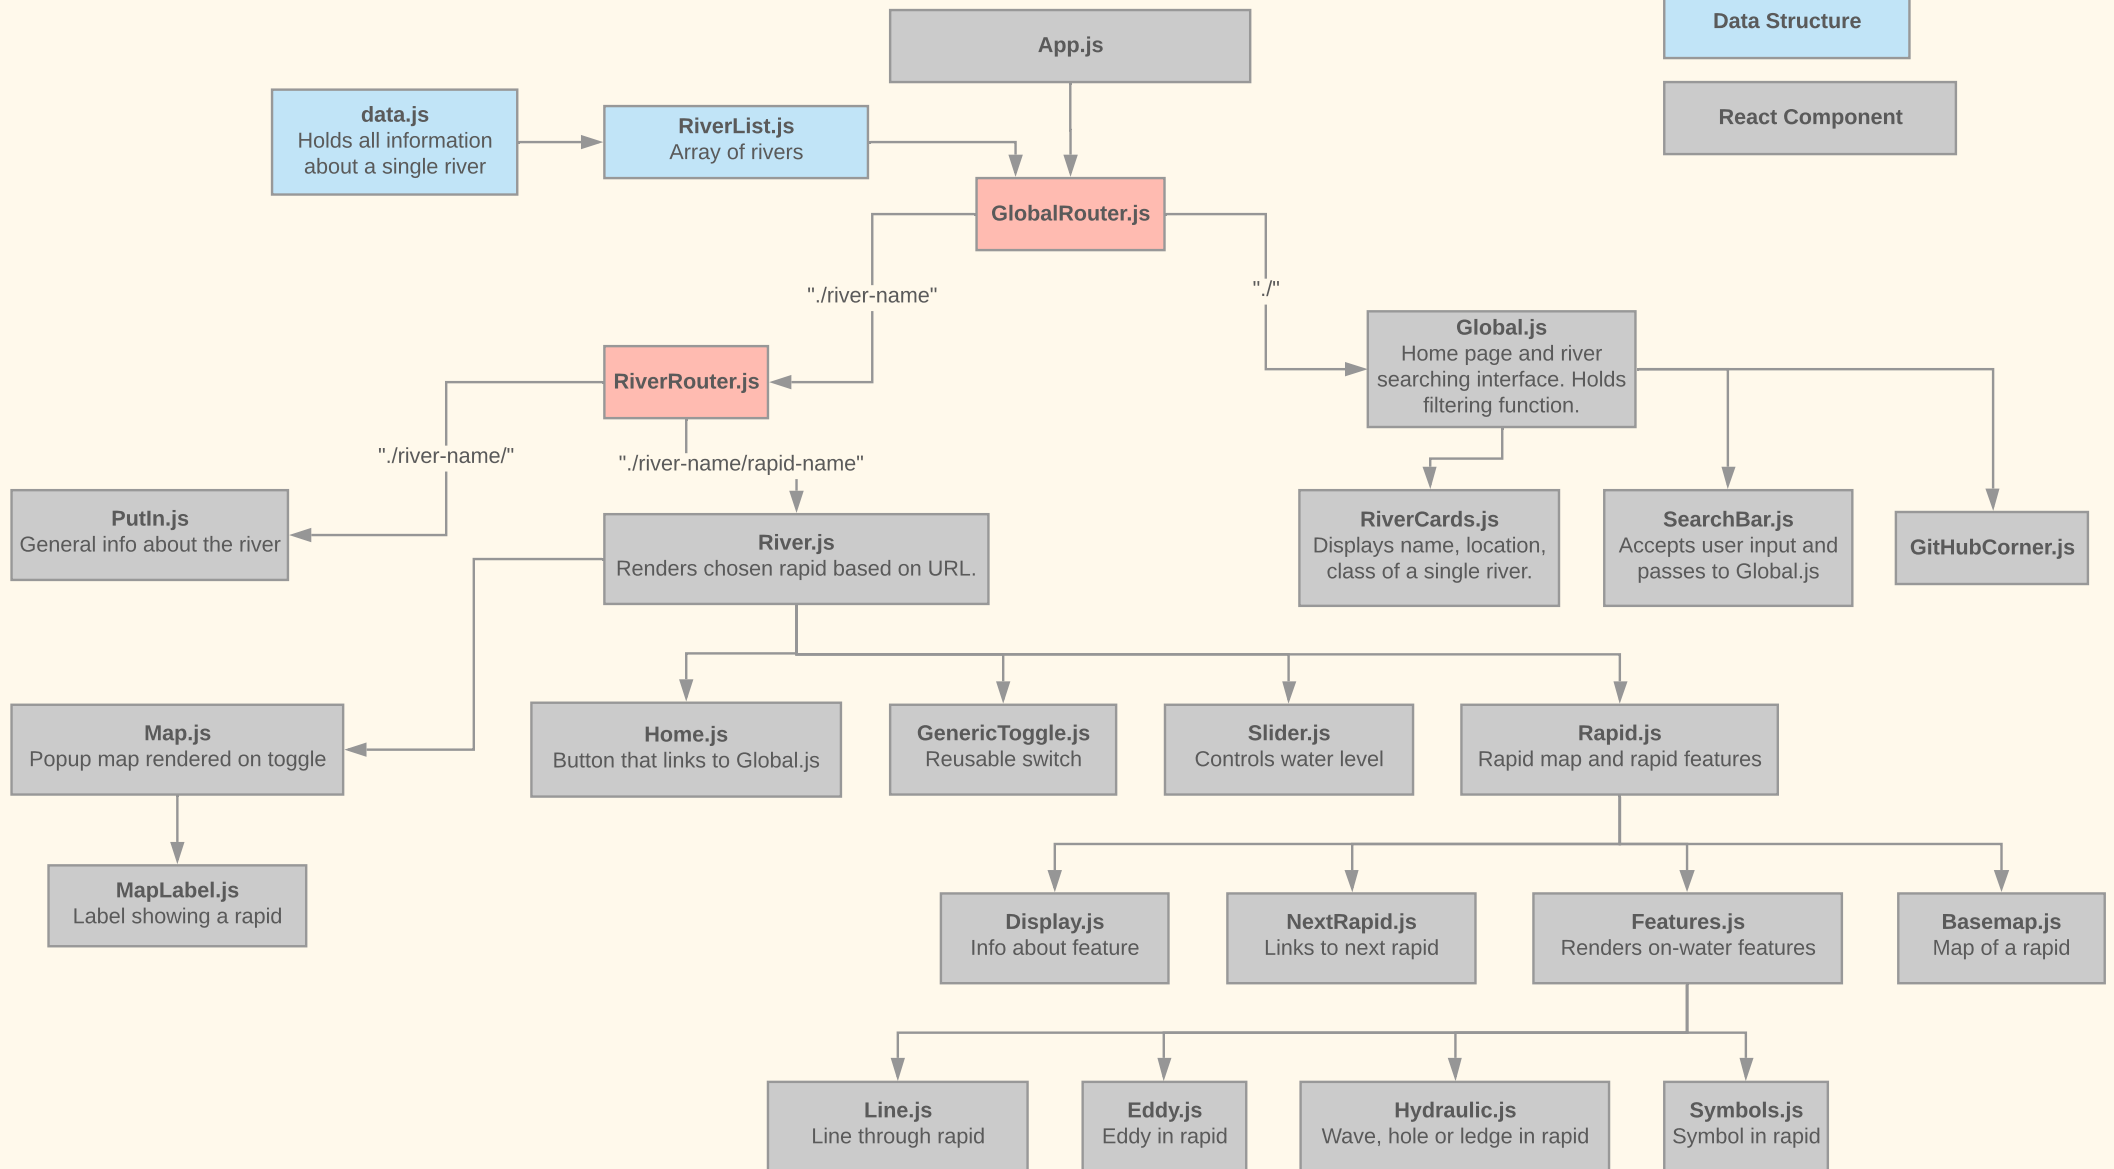 Data Structure
App.js
React Component
data.js
Holds all information
about a single river
RiverList.js
Array of rivers
GlobalRouter.js
"./river-name"
"./"
Global.js
Home page and river
searching interface. Holds
filtering function.
RiverRouter.js
"./river-name/"
"./river-name/rapid-name"
PutIn.js
General info about the river
River.js
Renders chosen rapid based on URL.
RiverCards.js
Displays name, location,
class of a single river.
SearchBar.js
Accepts user input and
passes to Global.js
GitHubCorner.js
Map.js
Popup map rendered on toggle
Home.js
Button that links to Global.js
GenericToggle.js
Reusable switch
Slider.js
Controls water level
Rapid.js
Rapid map and rapid features
MapLabel.js
Label showing a rapid
Display.js
Info about feature
NextRapid.js
Links to next rapid
Features.js
Renders on-water features
Basemap.js
Map of a rapid
Line.js
Line through rapid
Eddy.js
Eddy in rapid
Hydraulic.js
Wave, hole or ledge in rapid
Symbols.js
Symbol in rapid